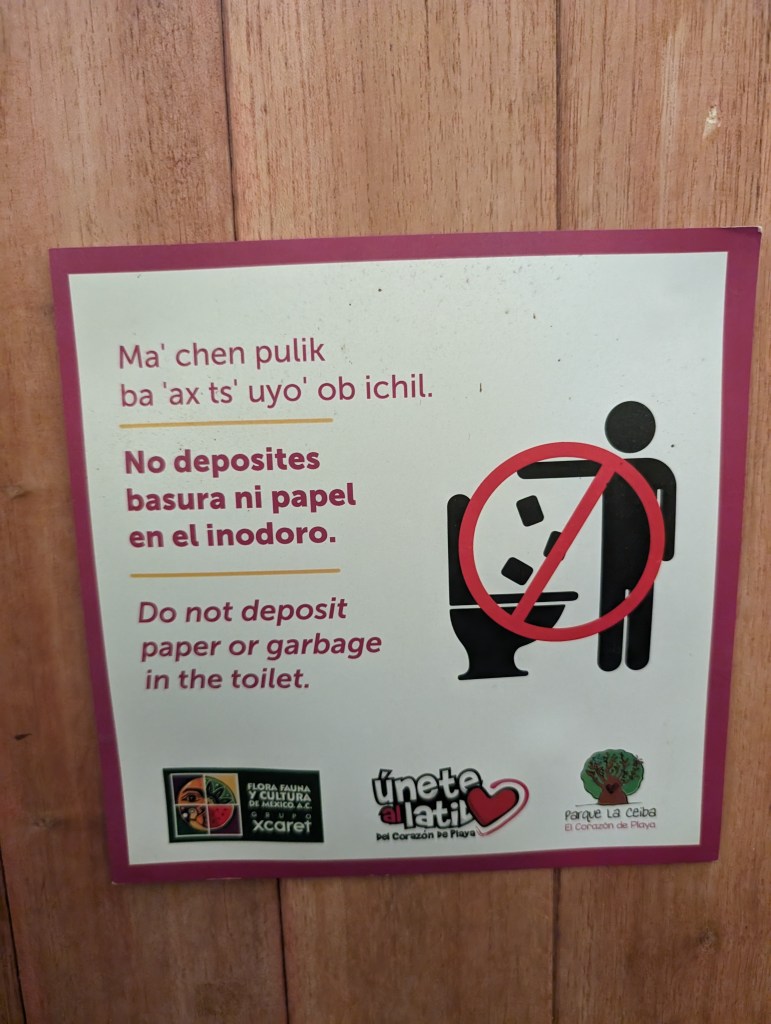 Ma' chen pulik
ba 'ax ts' uyo' ob ichil.
No deposites
basura ni papel
en el inodoro.
Do not deposit
paper or garbage
in the toilet.
FLORA FAUNA
Y CULTURA
DE MÉXICO A.C.
GRUPO
xcaret
únete
al latido
Del Corazón De Playa
Parque La Ceiba
El Corazón de Playa